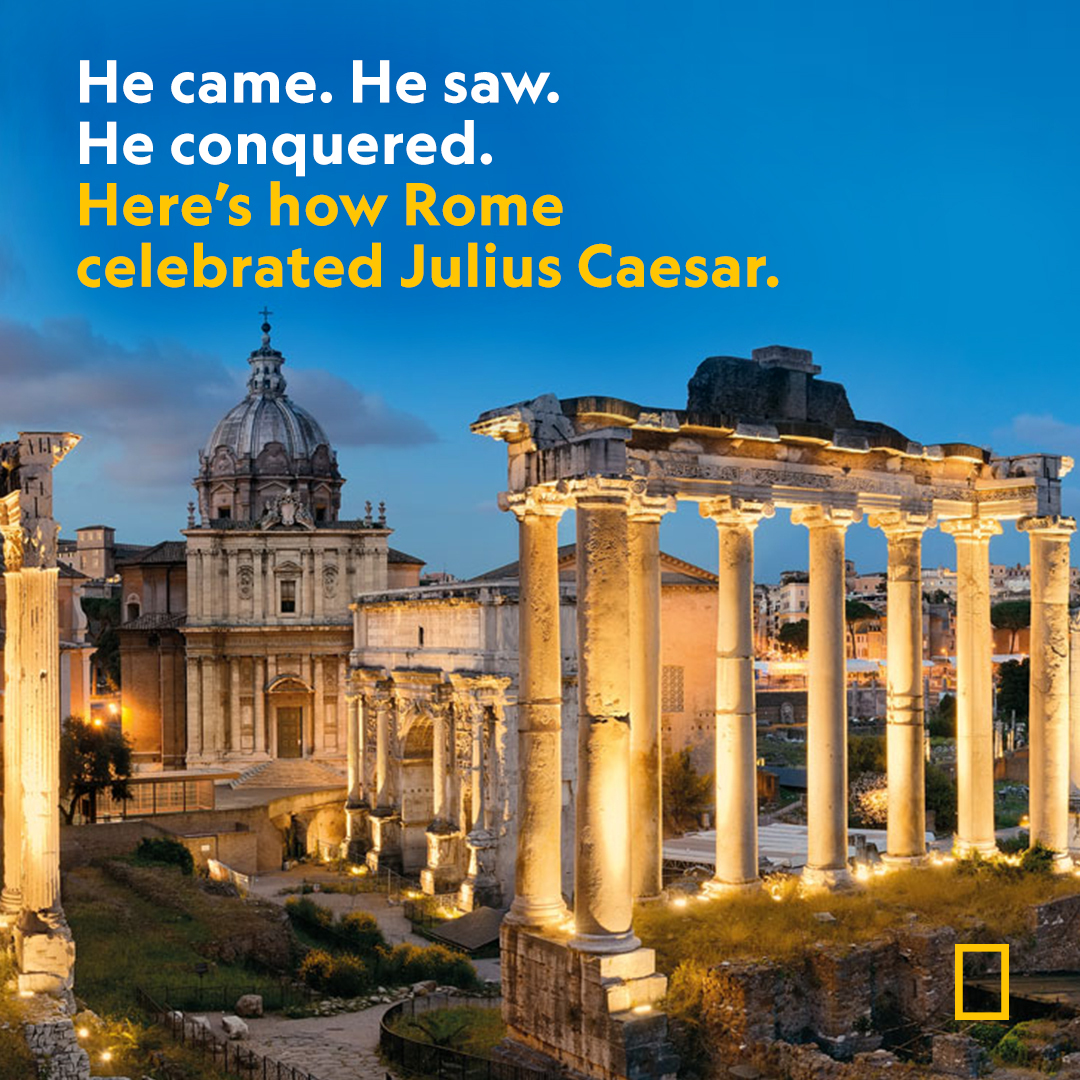 He came. He saw.
He conquered.
Here's how Rome
celebrated Julius Caesar.